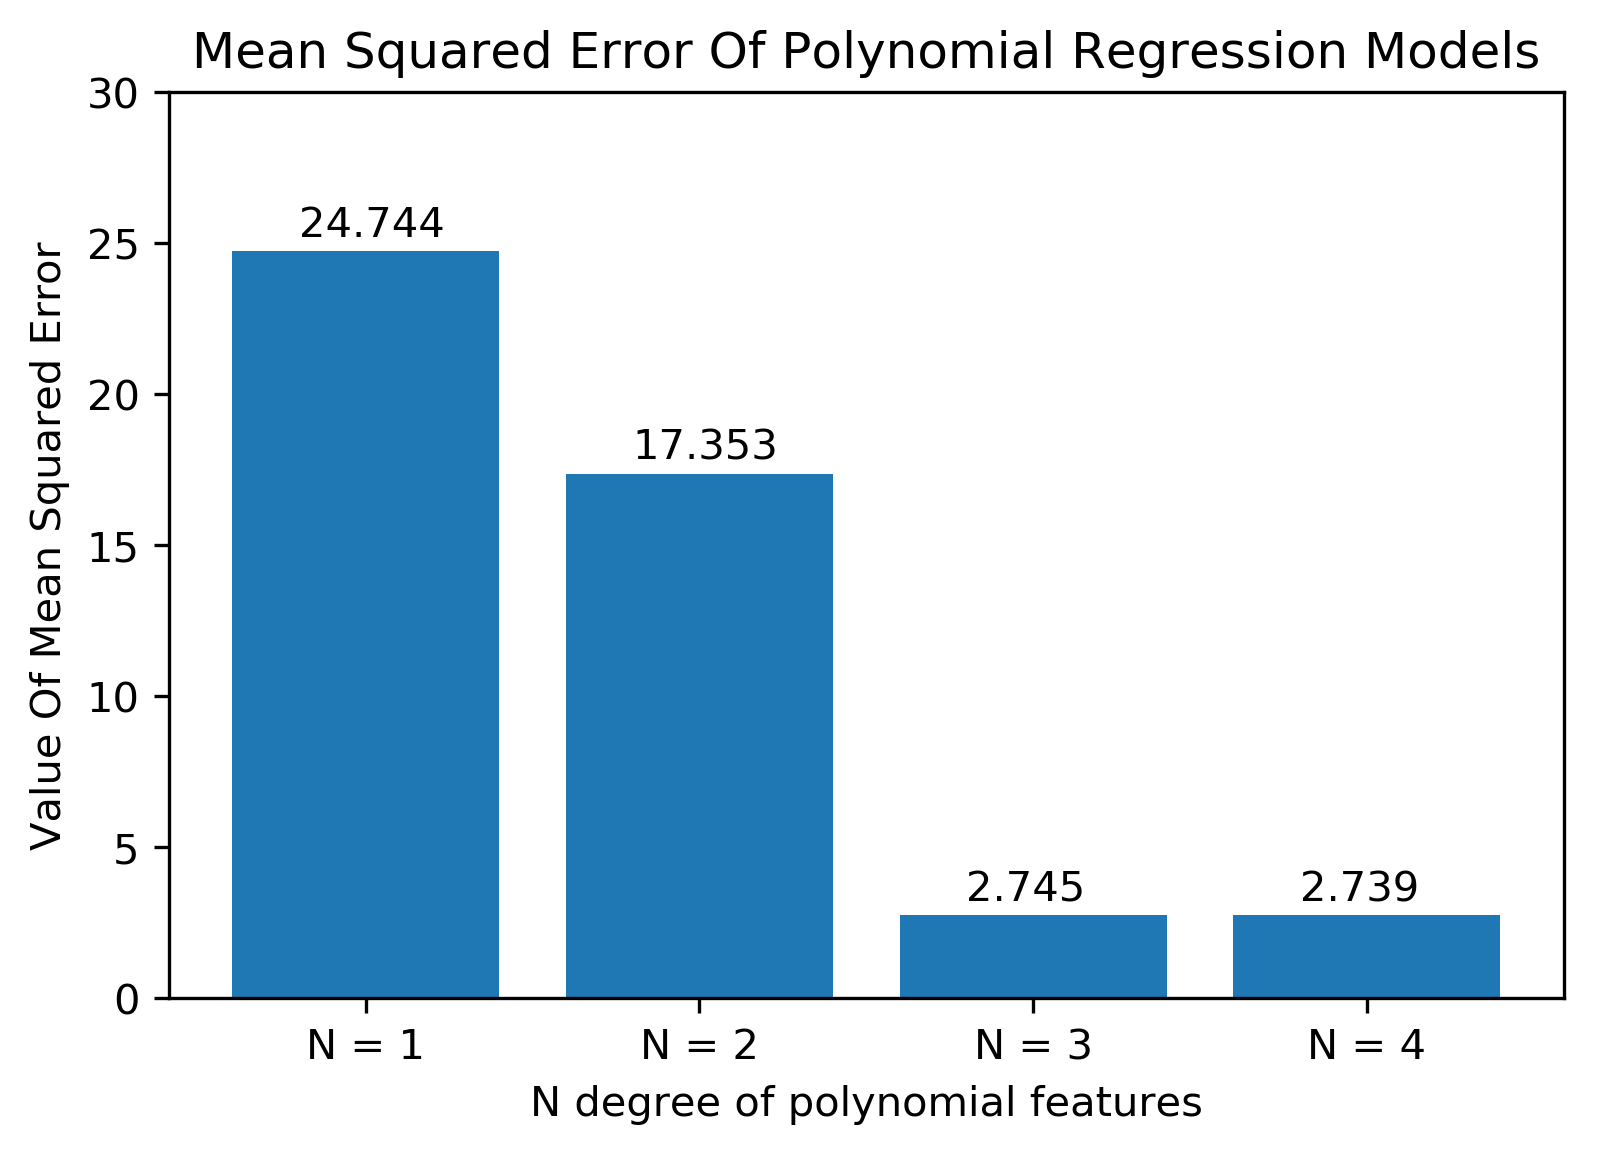 Mean Squared Error Of Polynomial Regression Models
Value Of Mean Squared Error
30
25
20
15
10
5
0
24.744
17.353
2.745
2.739
N = 1
N = 2
N = 3
N = 4
N degree of polynomial features